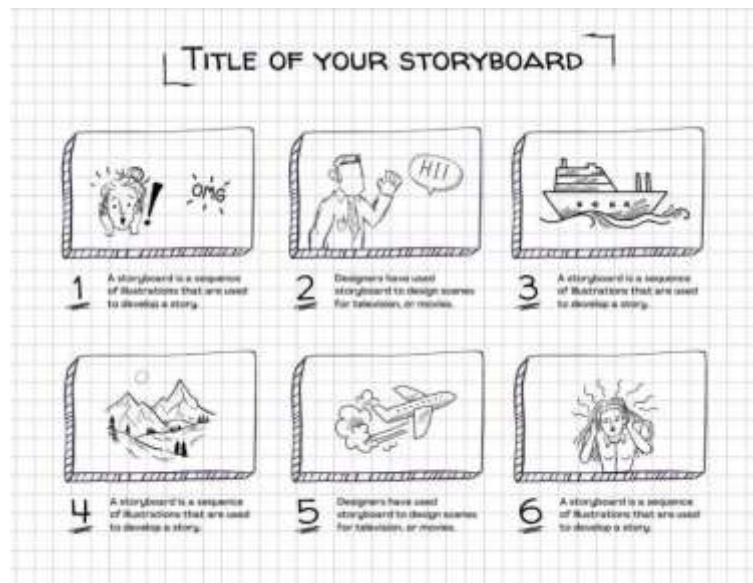 TITLE OF YOUR STORYBOARD
OMG
HI!
1
A storyboard is a sequence
of illustrations that are used
to develop a story.
2
Designers have used
storyboard to design scenes
for television, or movies.
3
A storyboard is a sequence
of illustrations that are used
to develop a story.
4
A storyboard is a sequence
of illustrations that are used
to develop a story.
5
Designers have used
storyboard to design scenes
for television, or movies.
6
A storyboard is a sequence
of illustrations that are used
to develop a story.